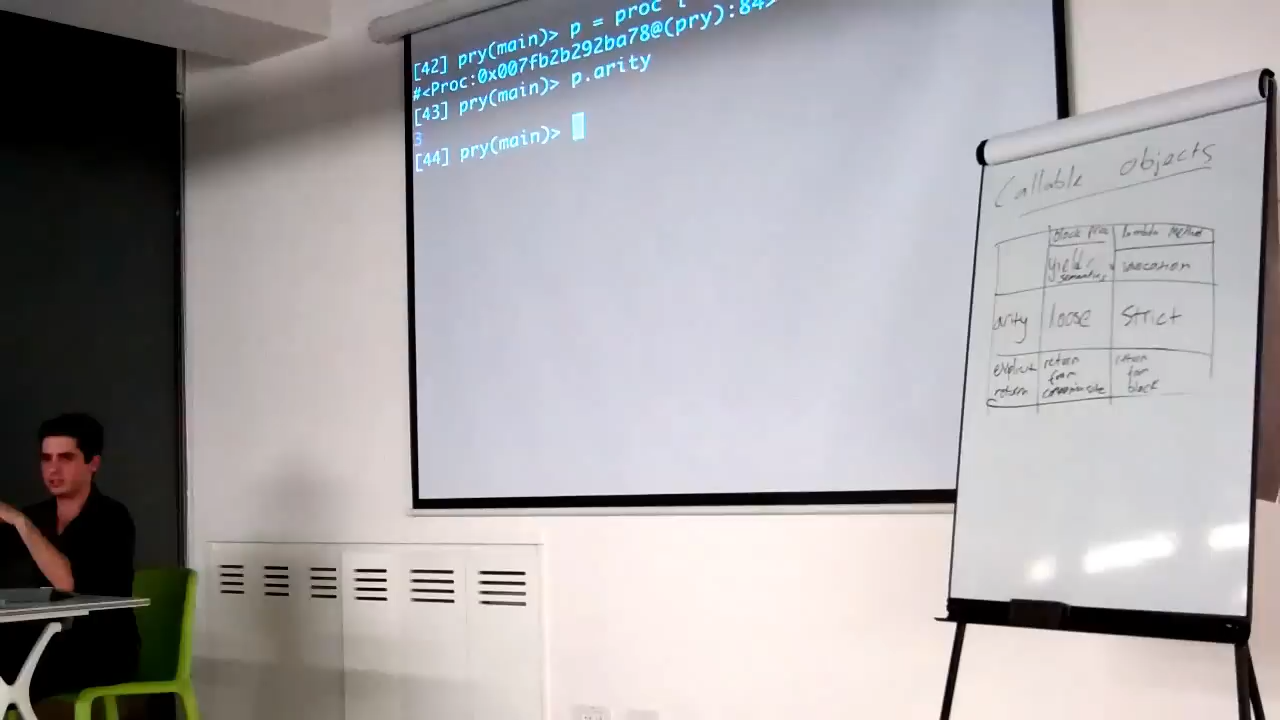 [42] pry(main)> p = proc {
#<Proc:0x007fb2b292ba78@(pry):84>
[43] pry(main)> p.arity
3
[44] pry(main)>
Callable Objects
block proc lambda method
yield semantics invocation
arity loose strict
explicit return return from return from block